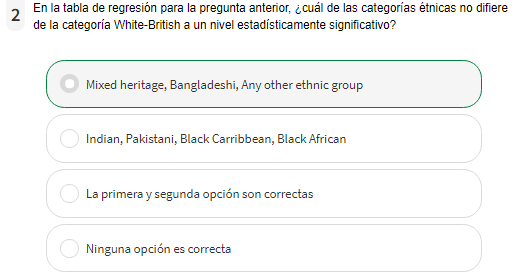 2
En la tabla de regresión para la pregunta anterior, ¿cuál de las categorías étnicas no difiere
de la categoría White-British a un nivel estadísticamente significativo?
Mixed heritage, Bangladeshi, Any other ethnic group
Indian, Pakistani, Black Carribbean, Black African
La primera y segunda opción son correctas
Ninguna opción es correcta